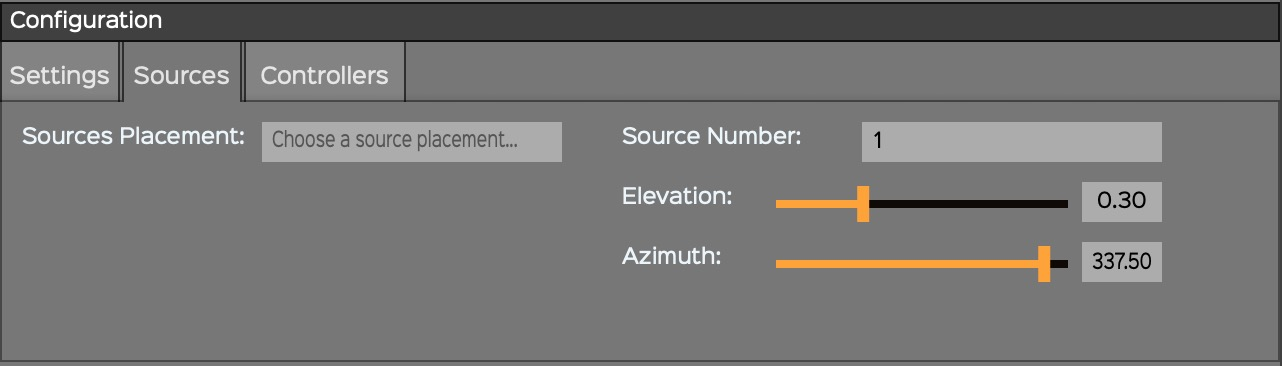 Configuration
Settings Sources Controllers
Sources Placement: Choose a source placement... Source Number: 1
Elevation: 0.30
Azimuth: 337.50